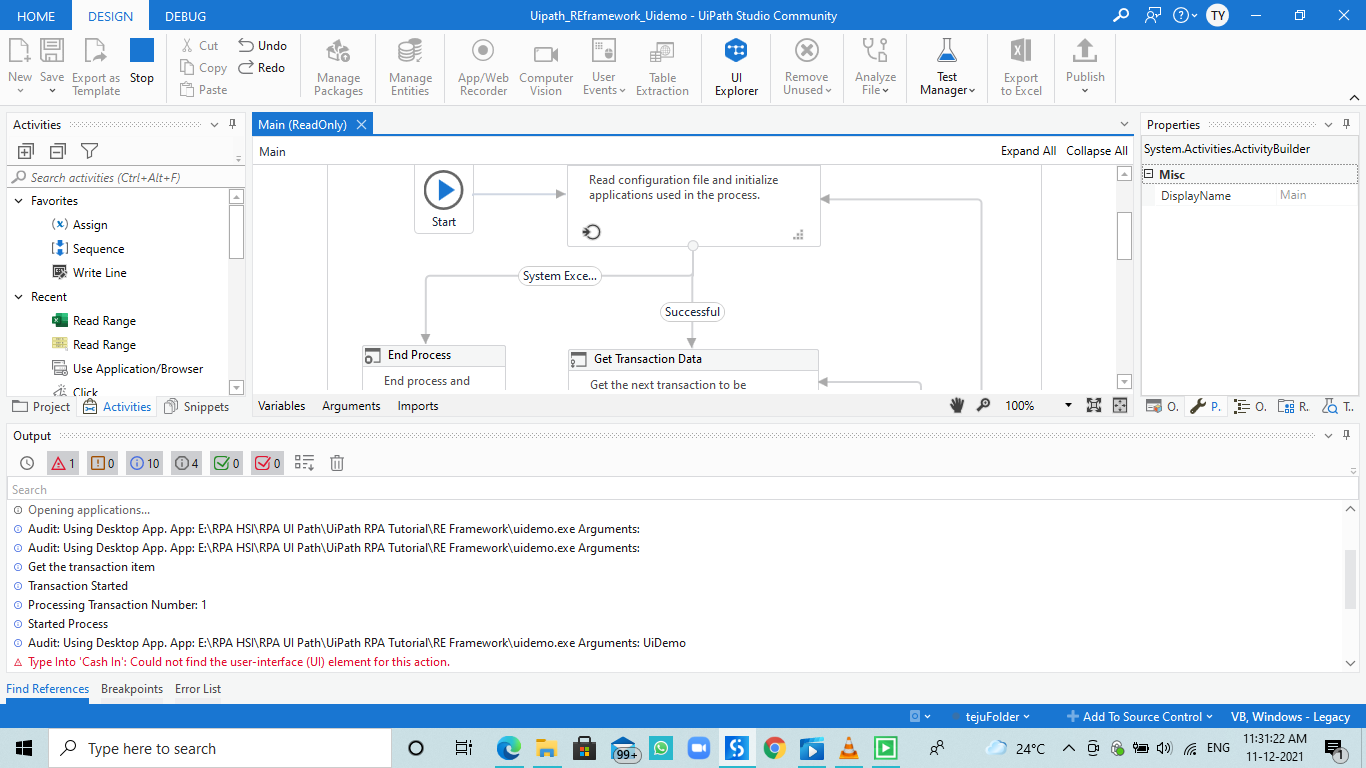 HOME DESIGN DEBUG Uipath_REframework_Uidemo - UiPath Studio Community TY
New Save Export as Template Stop Cut Copy Paste Undo Redo Manage Packages Manage Entities App/Web Recorder Computer Vision User Events Table Extraction UI Explorer Remove Unused Analyze File Test Manager Export to Excel Publish
Activities
Search activities (Ctrl+Alt+F)
Favorites
Assign
Sequence
Write Line
Recent
Read Range
Read Range
Use Application/Browser
Click
Project Activities Snippets
Main (ReadOnly)
Main Expand All Collapse All
Start
Read configuration file and initialize
applications used in the process.
System Exce...
Successful
End Process
End process and
Get Transaction Data
Get the next transaction to be
Variables Arguments Imports 100%
Properties
System.Activities.ActivityBuilder
Misc
DisplayName Main
O. P. O. R. T..
Output
1 0 10 4 0 0
Search
Opening applications...
Audit: Using Desktop App. App: E:\RPA HSI\RPA UI Path\UiPath RPA Tutorial\RE Framework\uidemo.exe Arguments:
Audit: Using Desktop App. App: E:\RPA HSI\RPA UI Path\UiPath RPA Tutorial\RE Framework\uidemo.exe Arguments:
Get the transaction item
Transaction Started
Processing Transaction Number: 1
Started Process
Audit: Using Desktop App. App: E:\RPA HSI\RPA UI Path\UiPath RPA Tutorial\RE Framework\uidemo.exe Arguments: UiDemo
Type Into 'Cash In': Could not find the user-interface (UI) element for this action.
Find References Breakpoints Error List
tejuFolder Add To Source Control VB, Windows - Legacy
Type here to search 99+ 24°C ENG 11:31:22 AM
11-12-2021 1